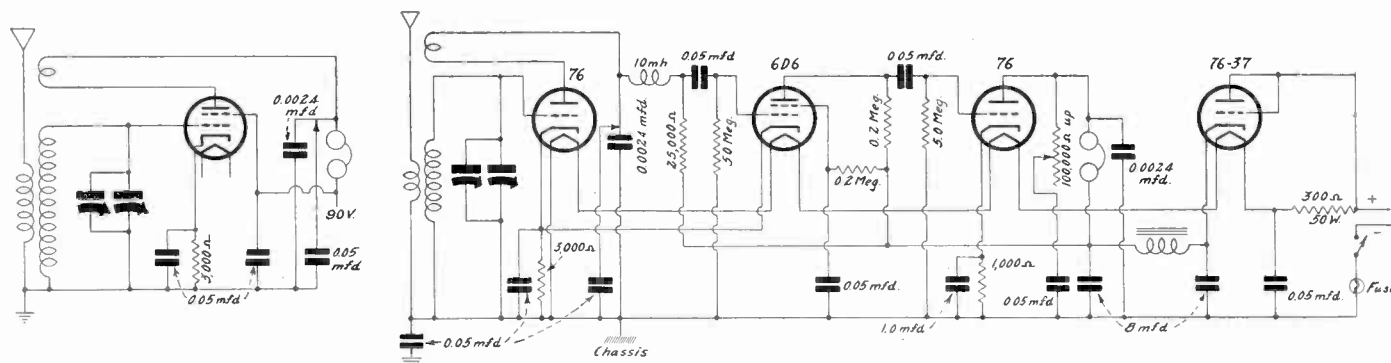 0.0024
mfd
90V.
5,000Ω
0.05
mfd
0.05 mfd
76
10mh
0.05 mfd
0.0024 mfd.
25,000Ω
50 Meg.
6D6
0.05 mfd.
0.2 Meg.
5.0 Meg.
0.2 Meg.
76
100,000Ω up
0.0024
mfd.
76-37
300Ω
50W.
+
-
5,000Ω
0.05 mfd.
1,000Ω
1.0 mfd
0.05 mfd.
8 mfd
0.05 mfd.
Fuse
0.05 mfd
Chassis